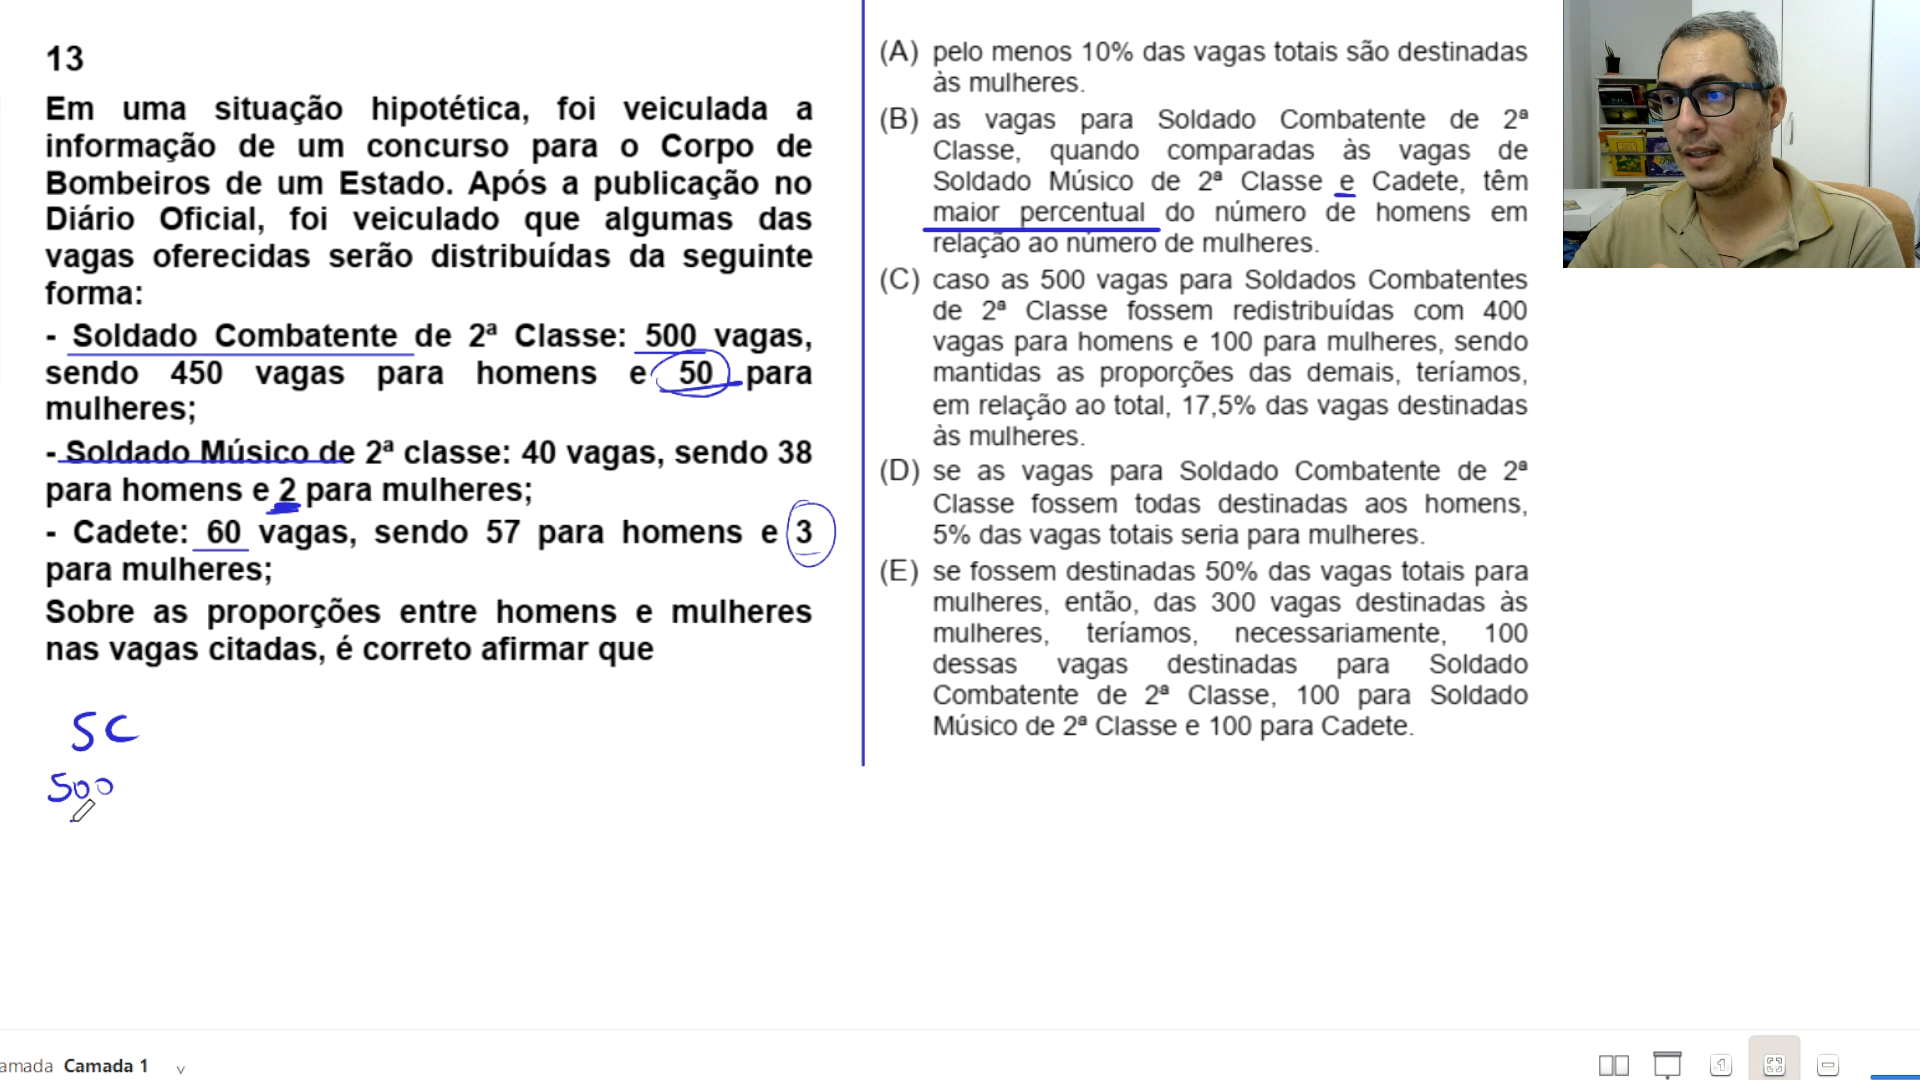 13
Em uma situação hipotética, foi veiculada a
informação de um concurso para o Corpo de
Bombeiros de um Estado. Após a publicação no
Diário Oficial, foi veiculado que algumas das
vagas oferecidas serão distribuídas da seguinte
forma:
- Soldado Combatente de 2ª Classe: 500 vagas,
sendo 450 vagas para homens e 50 para
mulheres;
- Soldado Músico de 2ª classe: 40 vagas, sendo 38
para homens e 2 para mulheres;
- Cadete: 60 vagas, sendo 57 para homens e 3
para mulheres;
Sobre as proporções entre homens e mulheres
nas vagas citadas, é correto afirmar que
SC
500
(A) pelo menos 10% das vagas totais são destinadas
às mulheres.
(B) as vagas para Soldado Combatente de 2ª
Classe, quando comparadas às vagas de
Soldado Músico de 2ª Classe e Cadete, têm
maior percentual do número de homens em
relação ao número de mulheres.
(C) caso as 500 vagas para Soldados Combatentes
de 2ª Classe fossem redistribuídas com 400
vagas para homens e 100 para mulheres, sendo
mantidas as proporções das demais, teríamos,
em relação ao total, 17,5% das vagas destinadas
às mulheres.
(D) se as vagas para Soldado Combatente de 2ª
Classe fossem todas destinadas aos homens,
5% das vagas totais seria para mulheres.
(E) se fossem destinadas 50% das vagas totais para
mulheres, então, das 300 vagas destinadas às
mulheres, teríamos, necessariamente, 100
dessas vagas destinadas para Soldado
Combatente de 2ª Classe, 100 para Soldado
Músico de 2ª Classe e 100 para Cadete.
amada Camada 1
1